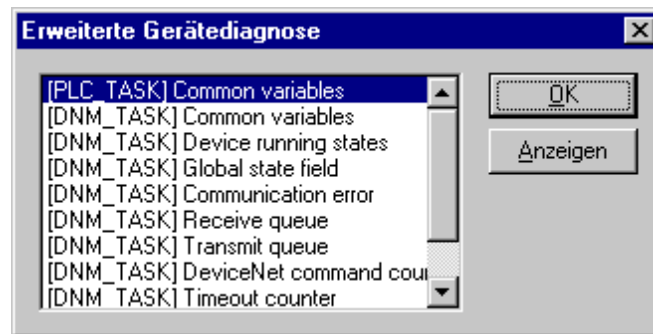 Erweiterte Gerätediagnose
[PLC_TASK] Common variables
[DNM_TASK] Common variables
[DNM_TASK] Device running states
[DNM_TASK] Global state field
[DNM_TASK] Communication error
[DNM_TASK] Receive queue
[DNM_TASK] Transmit queue
[DNM_TASK] DeviceNet command cou
[DNM_TASK] Timeout counter
OK
Anzeigen